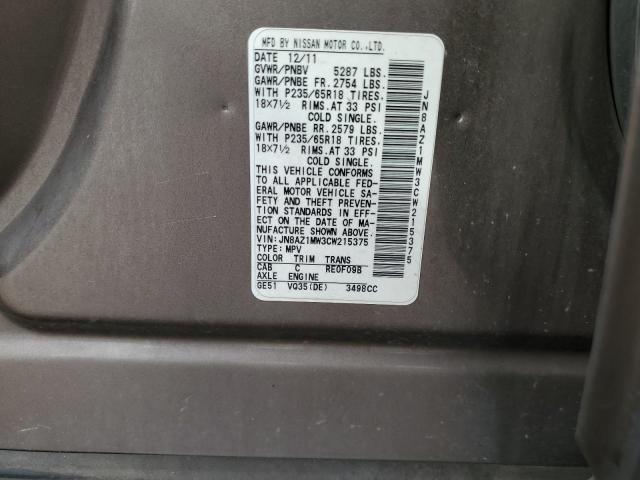 MFD BY NISSAN MOTOR CO.,LTD.
DATE 12/11
GVWR/PNBV 5287 LBS.
GAWR/PNBE FR. 2754 LBS.
WITH P235/65R18 TIRES,
18X7½ RIMS, AT 33 PSI
COLD SINGLE.
GAWR/PNBE RR. 2579 LBS.
WITH P235/65R18 TIRES,
18X7½ RIMS, AT 33 PSI
COLD SINGLE.
THIS VEHICLE CONFORMS
TO ALL APPLICABLE FED-
ERAL MOTOR VEHICLE SA-
FETY AND THEFT PREVEN-
TION STANDARDS IN EFF-
ECT ON THE DATE OF MA-
NUFACTURE SHOWN ABOVE.
VIN: JN8AZ1MW3CW215375
TYPE: MPV
COLOR TRIM TRANS
CAB C RE0F09B
AXLE ENGINE
GE51 VQ35(DE) 3498CC
JN8AZ1MW3CW215375